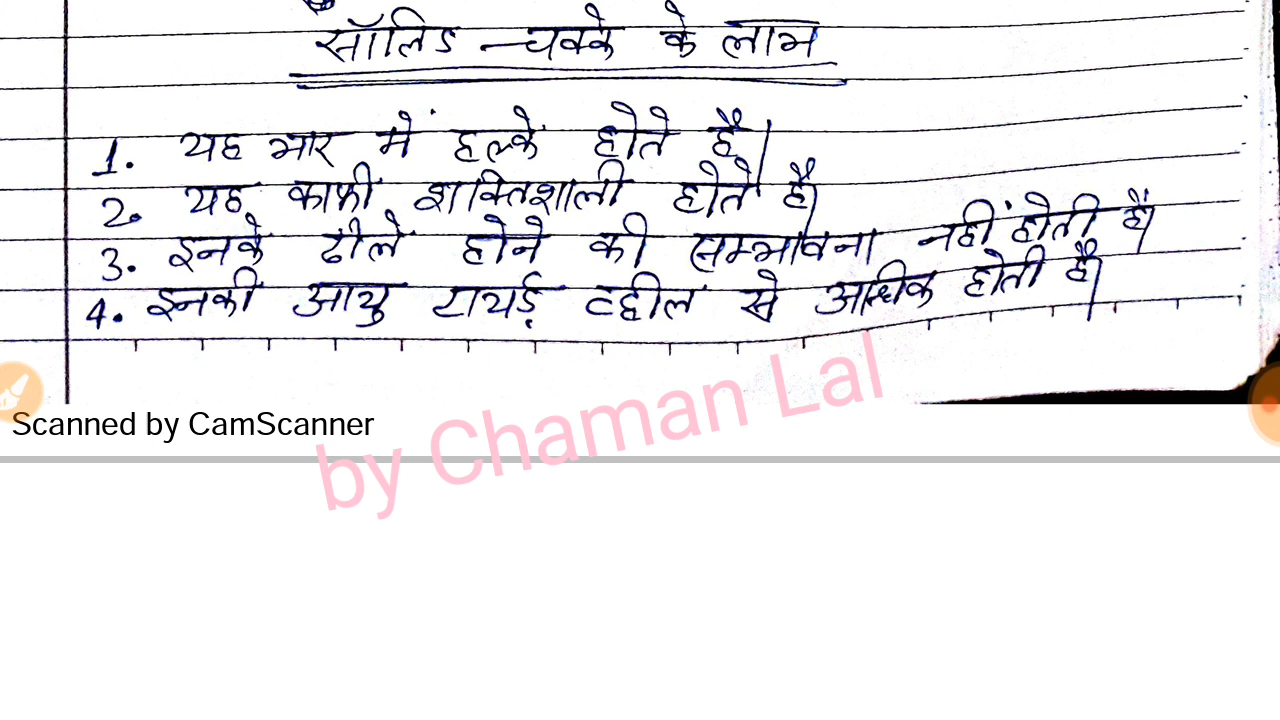 सॉलिड चक्के के लाभ
1. यह भार में हल्के होते है।
2. यह काफी शक्तिशाली होते है।
3. इनके ढीले होने की सम्भावना नहीं होती है।
4. इनकी आयु टायर्ड़ व्हील से अधिक होती है।
Scanned by CamScanner
by Chaman Lal